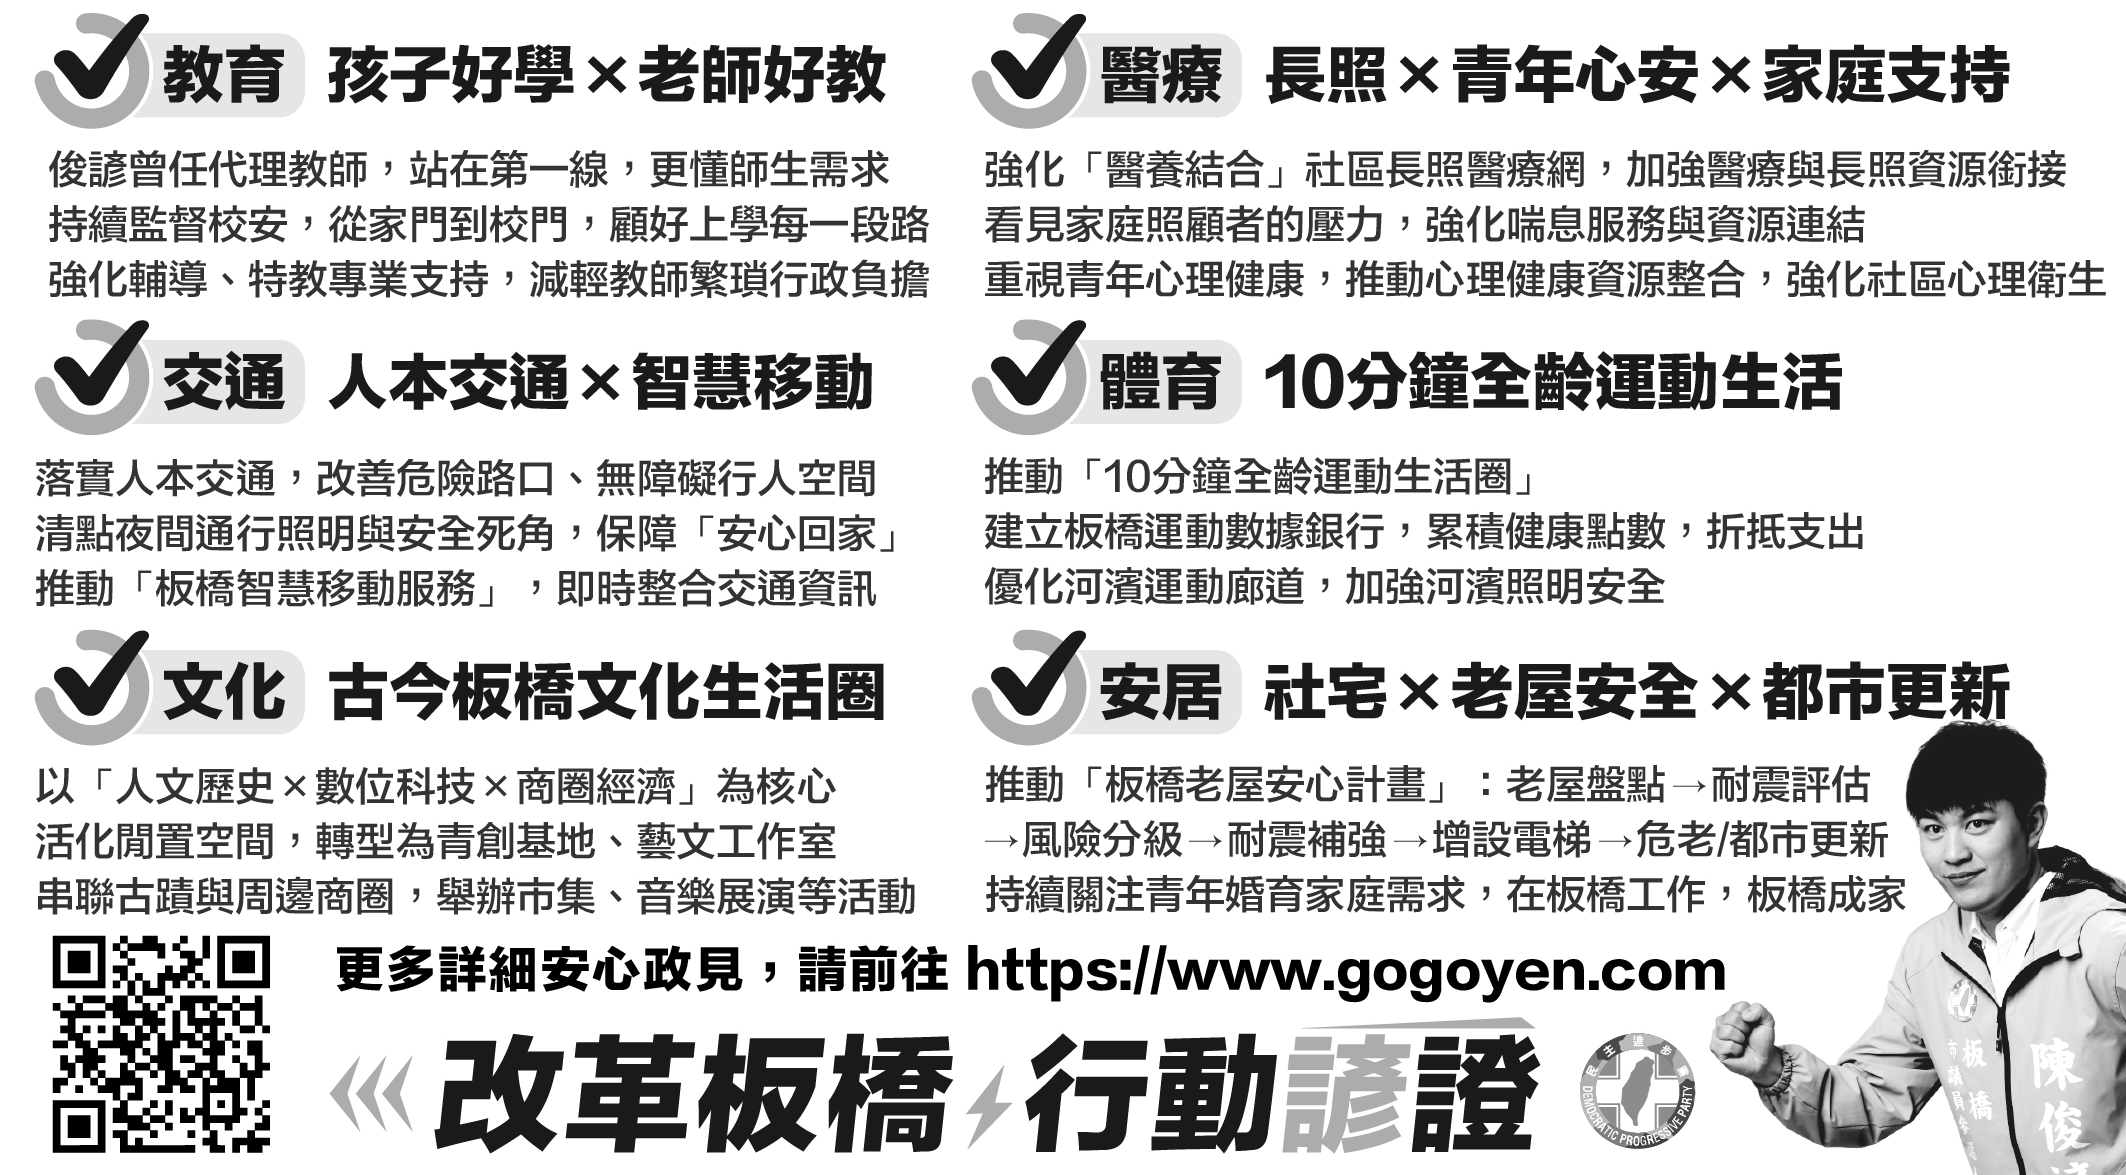 教育 孩子好學×老師好教
俊諺曾任代理教師，站在第一線，更懂師生需求
持續監督校安，從家門到校門，顧好上學每一段路
強化輔導、特教專業支持，減輕教師繁瑣行政負擔
醫療 長照×青年心安×家庭支持
強化「醫養結合」社區長照醫療網，加強醫療與長照資源銜接
看見家庭照顧者的壓力，強化喘息服務與資源連結
重視青年心理健康，推動心理健康資源整合，強化社區心理衛生
交通 人本交通×智慧移動
落實人本交通，改善危險路口、無障礙行人空間
清點夜間通行照明與安全死角，保障「安心回家」
推動「板橋智慧移動服務」，即時整合交通資訊
體育 10分鐘全齡運動生活
推動「10分鐘全齡運動生活圈」
建立板橋運動數據銀行，累積健康點數，折抵支出
優化河濱運動廊道，加強河濱照明安全
文化 古今板橋文化生活圈
以「人文歷史×數位科技×商圈經濟」為核心
活化閒置空間，轉型為青創基地、藝文工作室
串聯古蹟與周邊商圈，舉辦市集、音樂展演等活動
安居 社宅×老屋安全×都市更新
推動「板橋老屋安心計畫」：老屋盤點→耐震評估
→風險分級→耐震補強→增設電梯→危老/都市更新
持續關注青年婚育家庭需求，在板橋工作，板橋成家
更多詳細安心政見，請前往 https://www.gogoyen.com
改革板橋 行動諺證
民主進步黨
DEMOCRATIC PROGRESSIVE PARTY
板橋
市議員參
陳俊